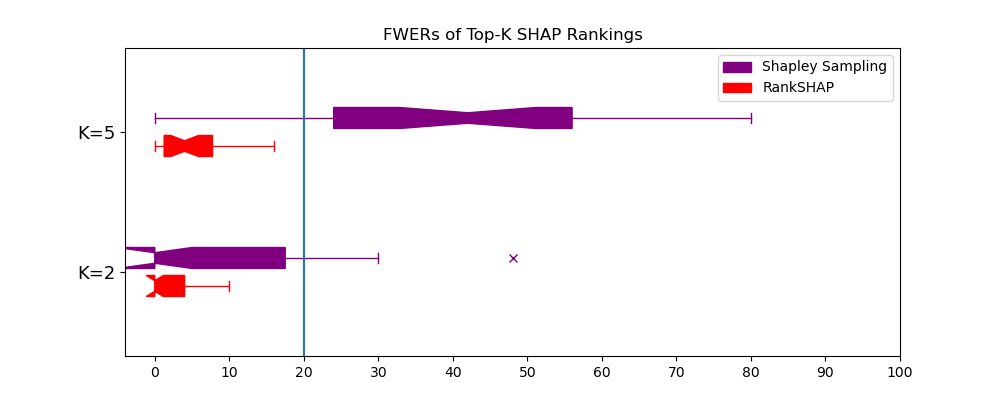 FWERs of Top-K SHAP Rankings
Shapley Sampling
RankSHAP
K=5
K=2
0 10 20 30 40 50 60 70 80 90 100